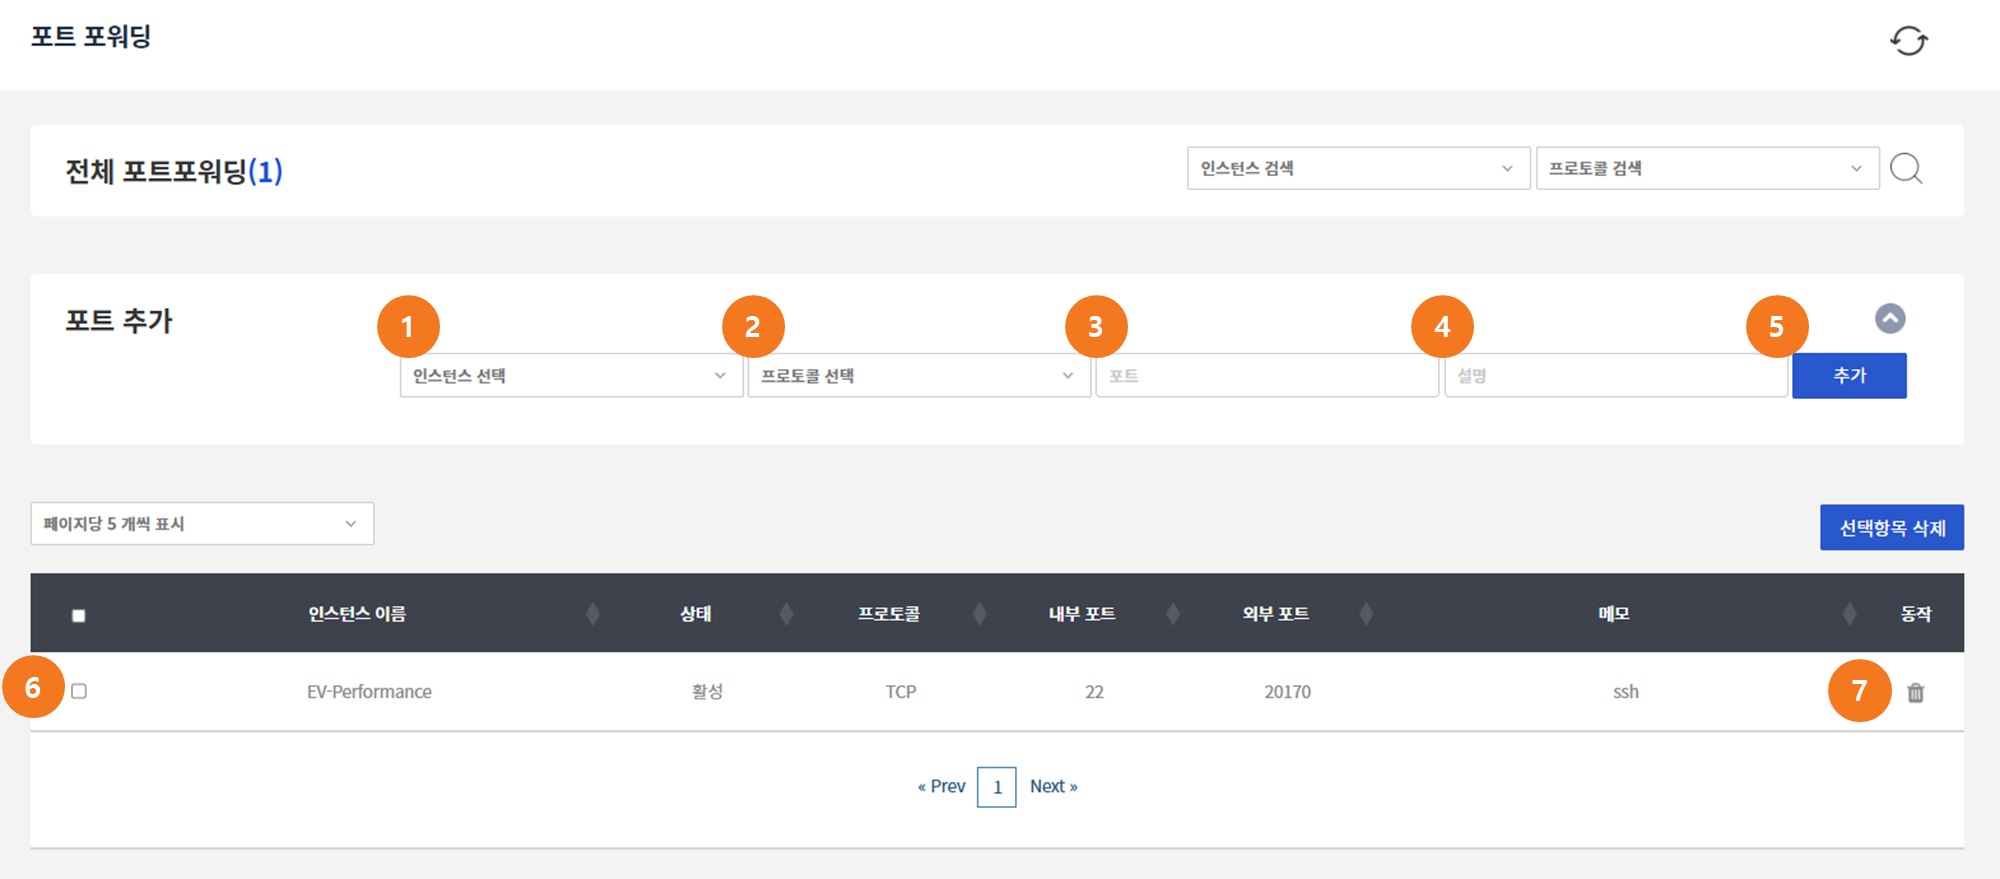 포트 포워딩
전체 포트포워딩(1)
인스턴스 검색
프로토콜 검색
포트 추가
1
2
3
4
5
인스턴스 선택
프로토콜 선택
포트
설명
추가
페이지당 5 개씩 표시
선택항목 삭제
인스턴스 이름
상태
프로토콜
내부 포트
외부 포트
메모
동작
6
EV-Performance
활성
TCP
22
20170
ssh
7
« Prev
1
Next »